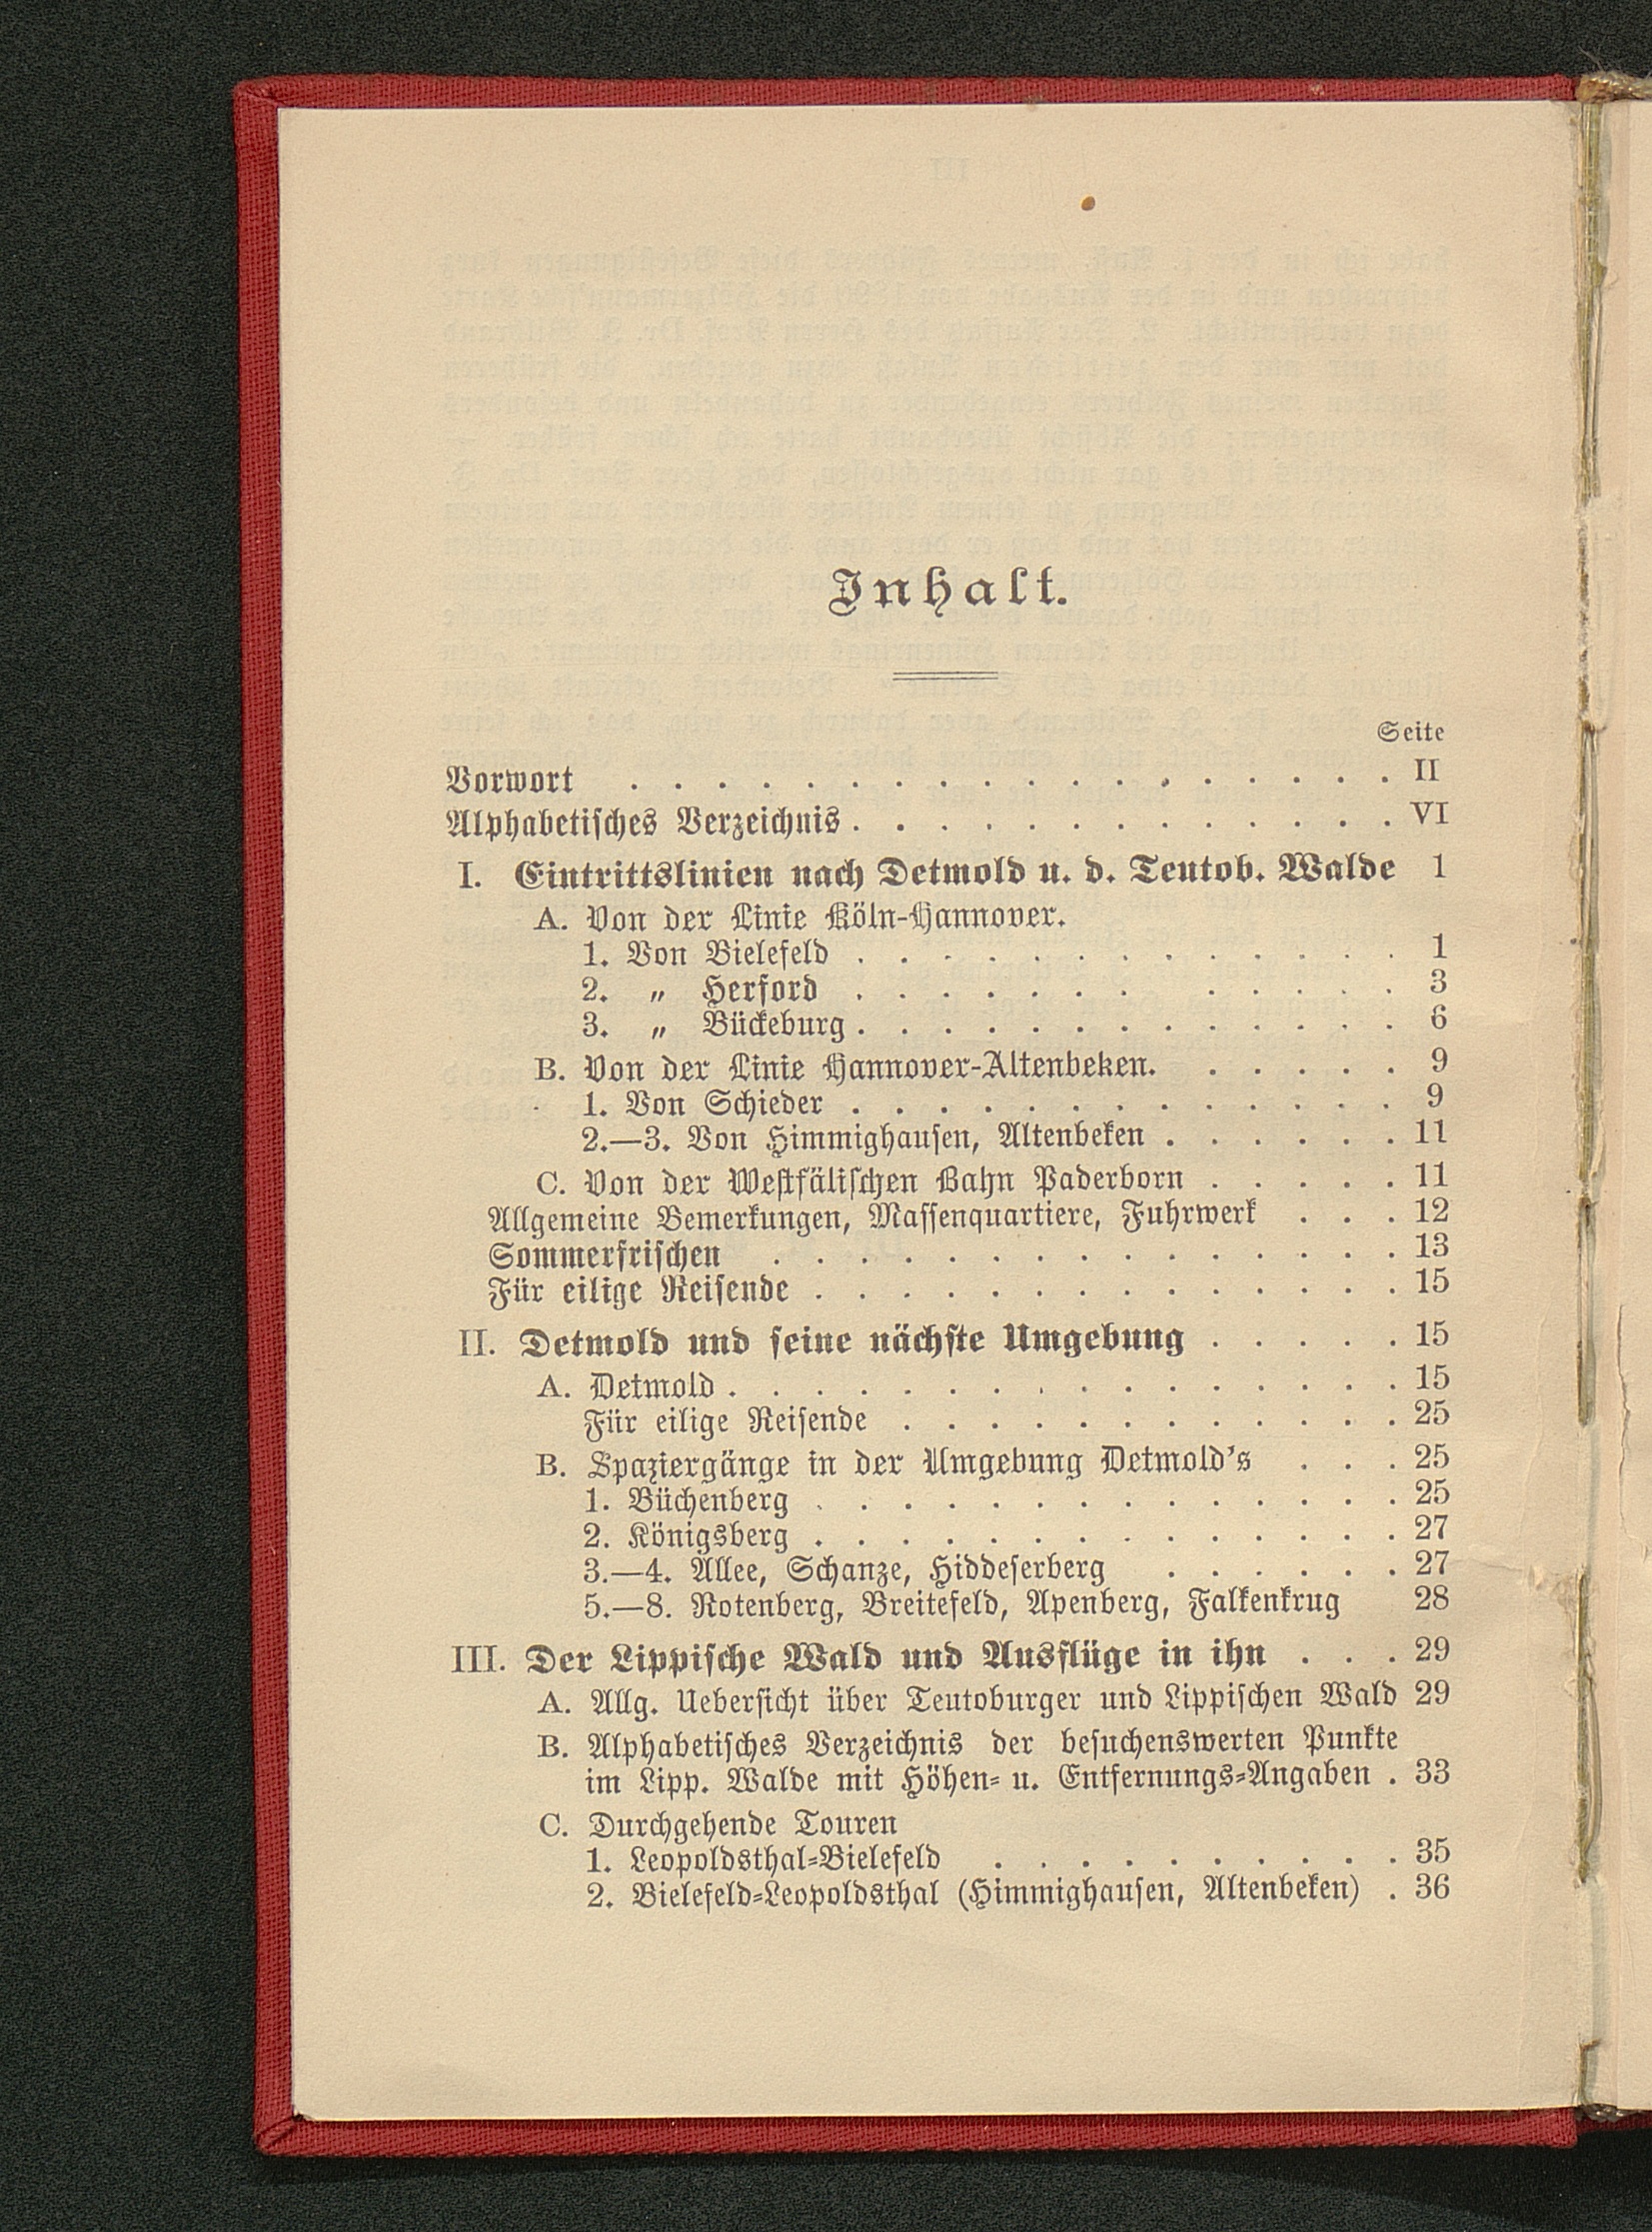 Inhalt.
Seite
Vorwort . . . . . . . . . . . . . . . . . . II
Alphabetisches Verzeichnis . . . . . . . . . . . . . VI
I. Eintrittslinien nach Detmold u. d. Teutob. Walde 1
A. Von der Linie Köln-Hannover.
1. Von Bielefeld . . . . . . . . . . . . . 1
2. „ Herford . . . . . . . . . . . . 3
3. „ Bückeburg . . . . . . . . . . . . . 6
B. Von der Linie Hannover-Altenbeken. . . . . . 9
1. Von Schieder . . . . . . . . . . . . . 9
2.—3. Von Himmighausen, Altenbeken . . . . . . 11
C. Von der Westfälischen Bahn Paderborn . . . . . 11
Allgemeine Bemerkungen, Massenquartiere, Fuhrwerk . . . 12
Sommerfrischen . . . . . . . . . . . . . . . 13
Für eilige Reisende . . . . . . . . . . . . . . 15
II. Detmold und seine nächste Umgebung . . . . . 15
A. Detmold . . . . . . . . . . . . . . . . 15
Für eilige Reisende . . . . . . . . . . . . 25
B. Spaziergänge in der Umgebung Detmold's . . . 25
1. Büchenberg . . . . . . . . . . . . . . 25
2. Königsberg . . . . . . . . . . . . . . 27
3.—4. Allee, Schanze, Hiddeserberg . . . . . . 27
5.—8. Rotenberg, Breitefeld, Apenberg, Falkenkrug 28
III. Der Lippische Wald und Ausflüge in ihn . . . 29
A. Allg. Uebersicht über Teutoburger und Lippischen Wald 29
B. Alphabetisches Verzeichnis der besuchenswerten Punkte
im Lipp. Walde mit Höhen- u. Entfernungs-Angaben . 33
C. Durchgehende Touren
1. Leopoldsthal-Bielefeld . . . . . . . . . . 35
2. Bielefeld-Leopoldsthal (Himmighausen, Altenbeken) . 36